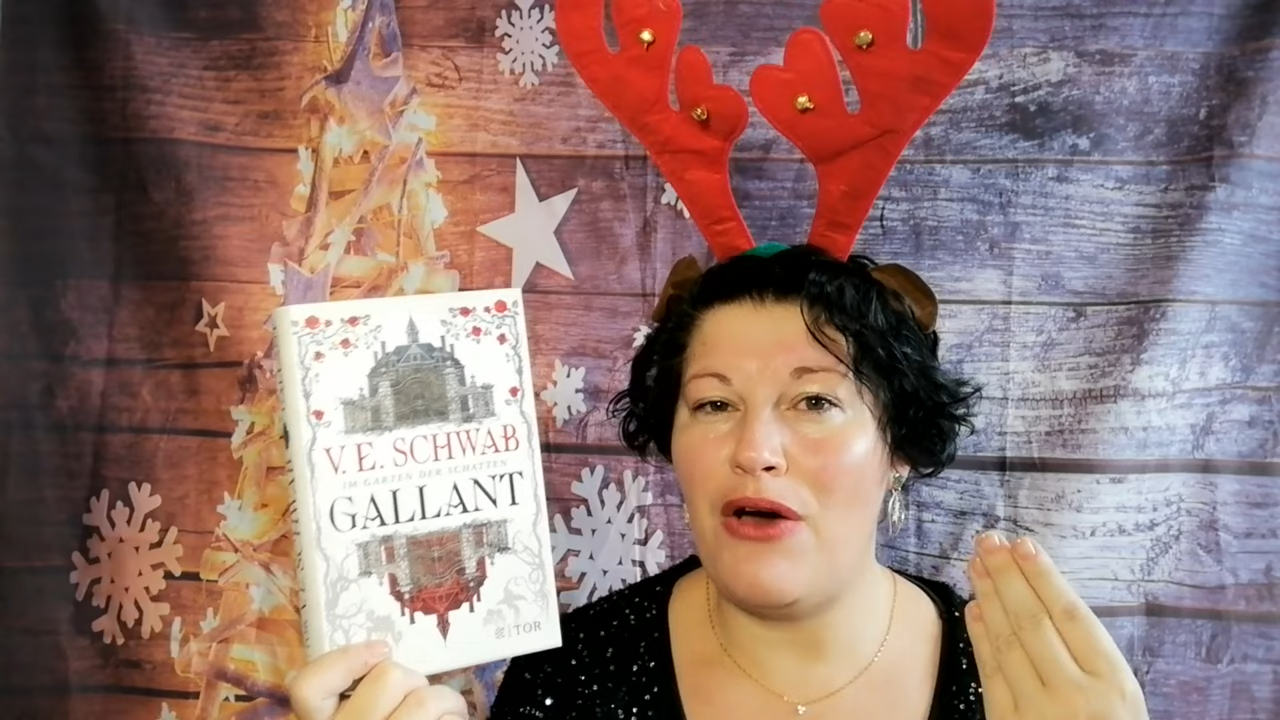 V. E. SCHWAB
IM GARTEN DER SCHATTEN
GALLANT
TOR